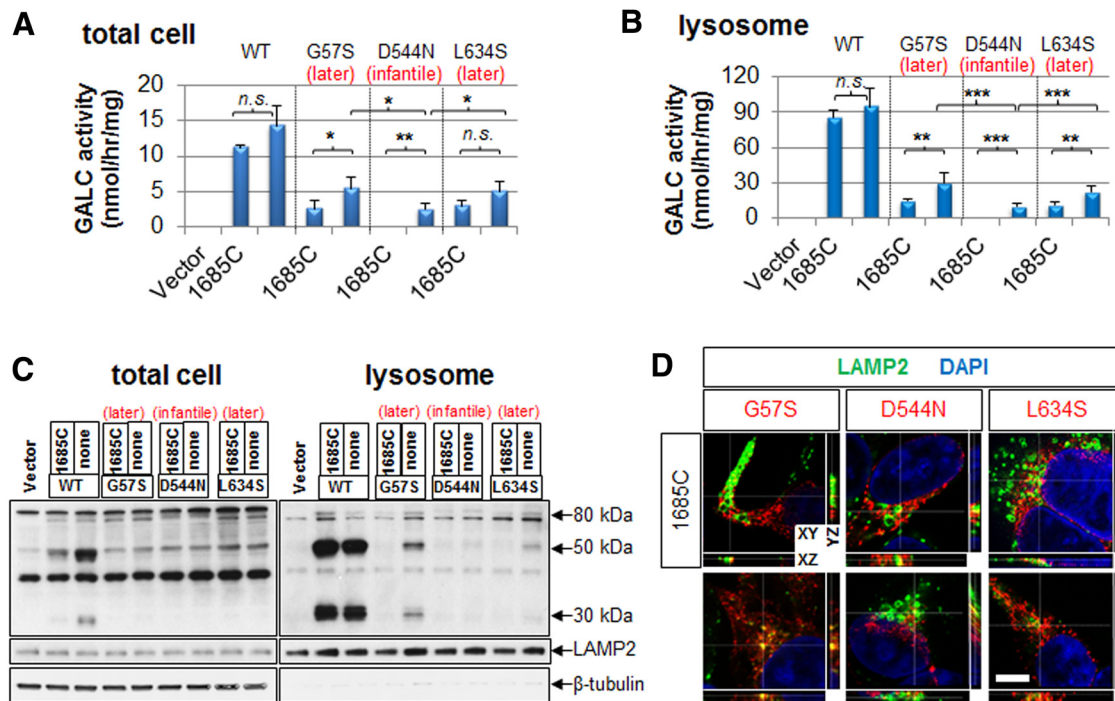 A
total cell
WT
G57S
D544N
L634S
(later)
(infantile)
(later)
GALC activity
(nmol/hr/mg)
20
15
10
5
0
n.s.
*
*
*
**
n.s.
Vector
1685C
1685C
1685C
1685C
B
lysosome
WT
G57S
D544N
L634S
(later)
(infantile)
(later)
GALC activity
(nmol/hr/mg)
120
90
60
30
0
n.s.
***
***
**
***
**
Vector
1685C
1685C
1685C
1685C
C
total cell
lysosome
(later)
(infantile)
(later)
(later)
(infantile)
(later)
Vector
1685C
none
1685C
none
1685C
none
1685C
none
WT
G57S
D544N
L634S
Vector
1685C
none
1685C
none
1685C
none
1685C
none
WT
G57S
D544N
L634S
80 kDa
50 kDa
30 kDa
LAMP2
β-tubulin
D
LAMP2 DAPI
G57S
D544N
L634S
1685C
XY
YZ
XZ